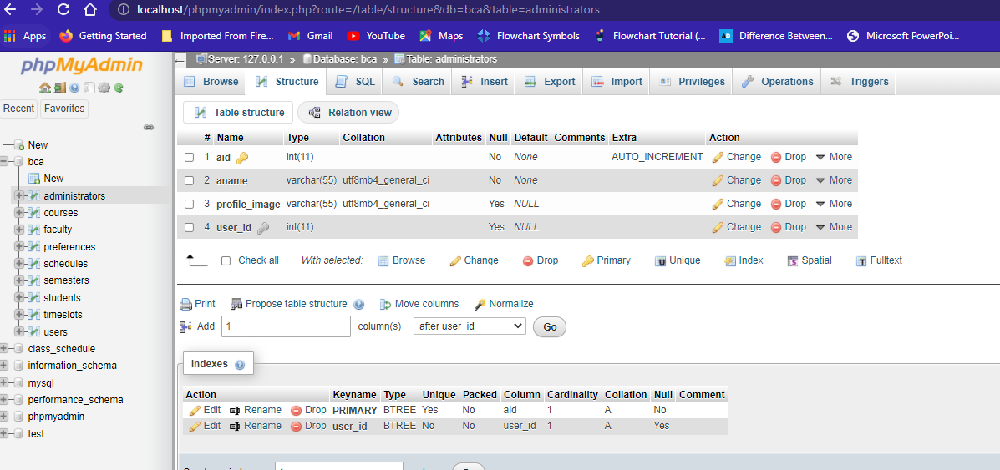 localhost/phpmyadmin/index.php?route=/table/structure&db=bca&table=administrators
Apps Getting Started Imported From Fire... Gmail YouTube Maps Flowchart Symbols Flowchart Tutorial (... Difference Between... Microsoft PowerPoi...
phpMyAdmin
Recent Favorites
New
bca
New
administrators
courses
faculty
preferences
schedules
semesters
students
timeslots
users
class_schedule
information_schema
mysql
performance_schema
phpmyadmin
test
Server: 127.0.0.1 » Database: bca » Table: administrators
Browse Structure SQL Search Insert Export Import Privileges Operations Triggers
Table structure Relation view
# Name Type Collation Attributes Null Default Comments Extra Action
1 aid int(11) No None AUTO_INCREMENT Change Drop More
2 aname varchar(55) utf8mb4_general_ci No None Change Drop More
3 profile_image varchar(55) utf8mb4_general_ci Yes NULL Change Drop More
4 user_id int(11) Yes NULL Change Drop More
Check all With selected: Browse Change Drop Primary Unique Index Spatial Fulltext
Print Propose table structure Move columns Normalize
Add 1 column(s) after user_id Go
Indexes
Action Keyname Type Unique Packed Column Cardinality Collation Null Comment
Edit Rename Drop PRIMARY BTREE Yes No aid 1 A No
Edit Rename Drop user_id BTREE No No user_id 1 A Yes